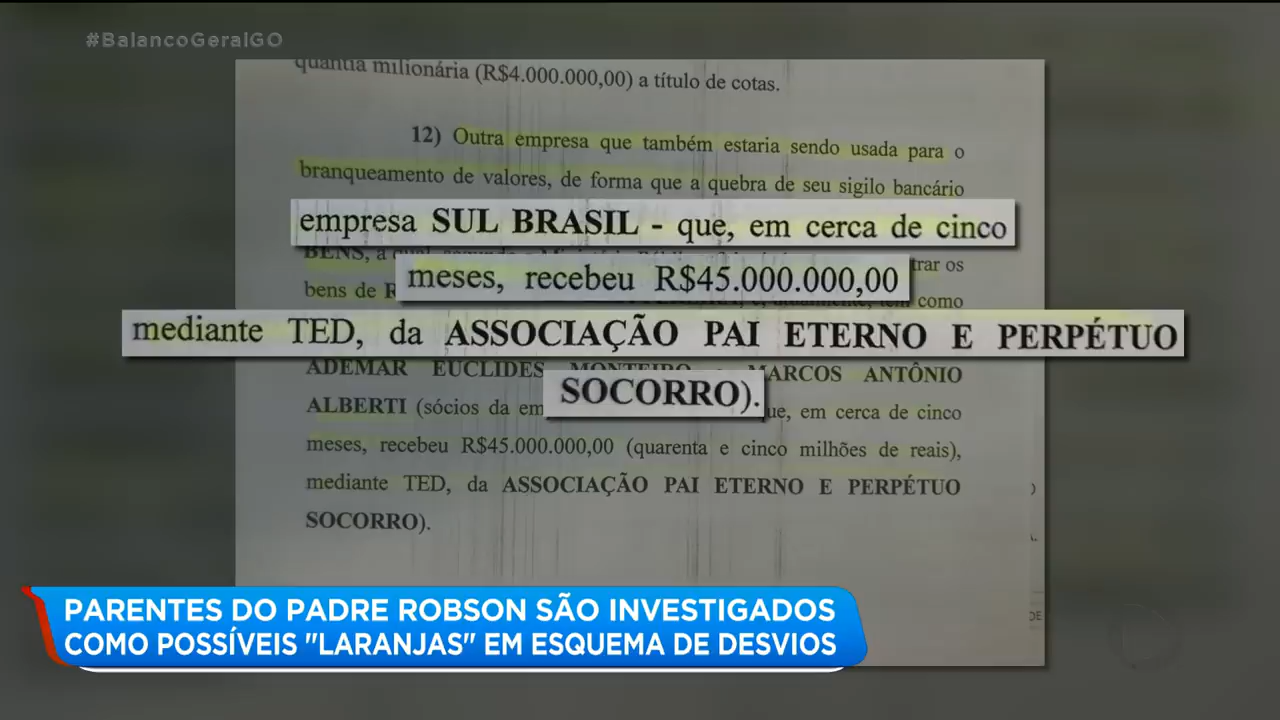 #BalancoGeralGO
quantia milionária (R$4.000.000,00) a título de cotas.
12) Outra empresa que também estaria sendo usada para o
branqueamento de valores, de forma que a quebra de seu sigilo bancário
empresa SUL BRASIL - que, em cerca de cinco
BENS, a
trar os
meses, recebeu R$45.000.000,00
bens de
como
mediante TED, da ASSOCIAÇÃO PAI ETERNO E PERPÉTUO
ADEMAR EUCLIDES MONTEIRO MARCOS ANTÔNIO
SOCORRO).
ALBERTI (sócios da em ue, em cerca de cinco
meses, recebeu R$45.000.000,00 (quarenta e cinco milhões de reais),
mediante TED, da ASSOCIAÇÃO PAI ETERNO E PERPÉTUO
SOCORRO).
DE
PARENTES DO PADRE ROBSON SÃO INVESTIGADOS
COMO POSSÍVEIS "LARANJAS" EM ESQUEMA DE DESVIOS